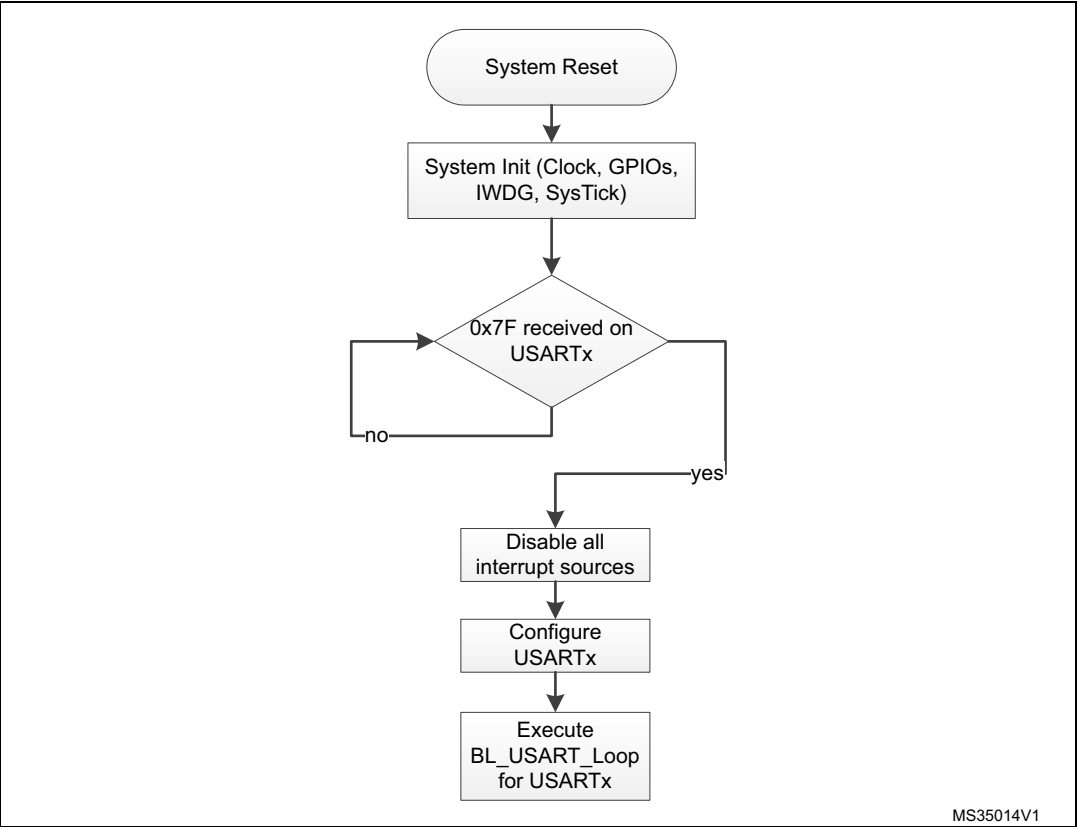 System Reset
System Init (Clock, GPIOs,
IWDG, SysTick)
0x7F received on
USARTx
no
yes
Disable all
interrupt sources
Configure
USARTx
Execute
BL_USART_Loop
for USARTx
MS35014V1